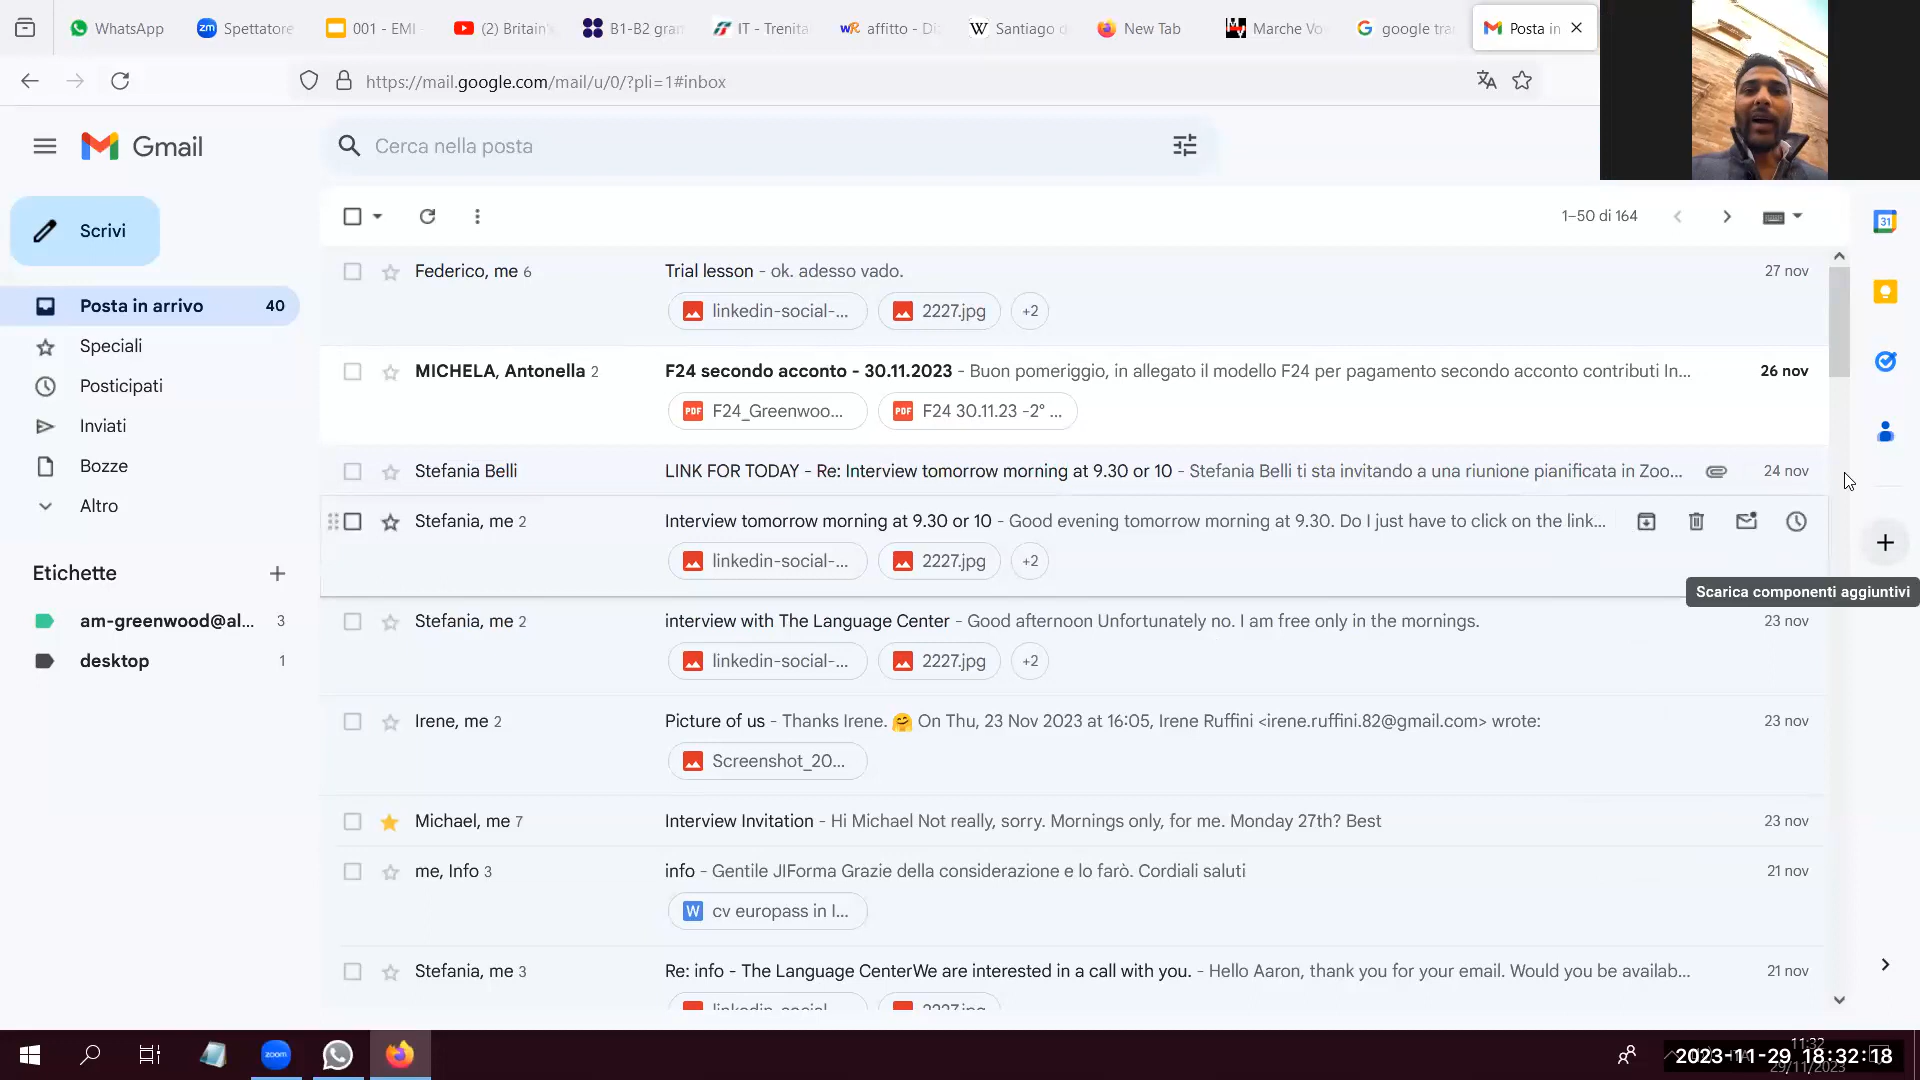 WhatsApp
Spettatore
001 - EMI
(2) Britain's
B1-B2 gran
IT - Trenita
affitto - Di
Santiago d
New Tab
Marche Vo
google tra
Posta in
https://mail.google.com/mail/u/0/?pli=1#inbox
Gmail
Cerca nella posta
Scrivi
1–50 di 164
Posta in arrivo 40
Speciali
Posticipati
Inviati
Bozze
Altro
Etichette
am-greenwood@al... 3
desktop 1
Federico, me 6 Trial lesson - ok. adesso vado. 27 nov
linkedin-social-... 2227.jpg +2
MICHELA, Antonella 2 F24 secondo acconto - 30.11.2023 - Buon pomeriggio, in allegato il modello F24 per pagamento secondo acconto contributi In... 26 nov
PDF F24_Greenwoo... PDF F24 30.11.23 -2° ...
Stefania Belli LINK FOR TODAY - Re: Interview tomorrow morning at 9.30 or 10 - Stefania Belli ti sta invitando a una riunione pianificata in Zoo... 24 nov
Stefania, me 2 Interview tomorrow morning at 9.30 or 10 - Good evening tomorrow morning at 9.30. Do I just have to click on the link...
linkedin-social-... 2227.jpg +2
Scarica componenti aggiuntivi
Stefania, me 2 interview with The Language Center - Good afternoon Unfortunately no. I am free only in the mornings. 23 nov
linkedin-social-... 2227.jpg +2
Irene, me 2 Picture of us - Thanks Irene. 🤗 On Thu, 23 Nov 2023 at 16:05, Irene Ruffini <irene.ruffini.82@gmail.com> wrote: 23 nov
Screenshot_20...
Michael, me 7 Interview Invitation - Hi Michael Not really, sorry. Mornings only, for me. Monday 27th? Best 23 nov
me, Info 3 info - Gentile JIForma Grazie della considerazione e lo farò. Cordiali saluti 21 nov
W cv europass in l...
Stefania, me 3 Re: info - The Language CenterWe are interested in a call with you. - Hello Aaron, thank you for your email. Would you be availab... 21 nov
linkedin-social- 2227.jpg
zoom
11:32
2023-11-29 18:32:18
29/11/2023